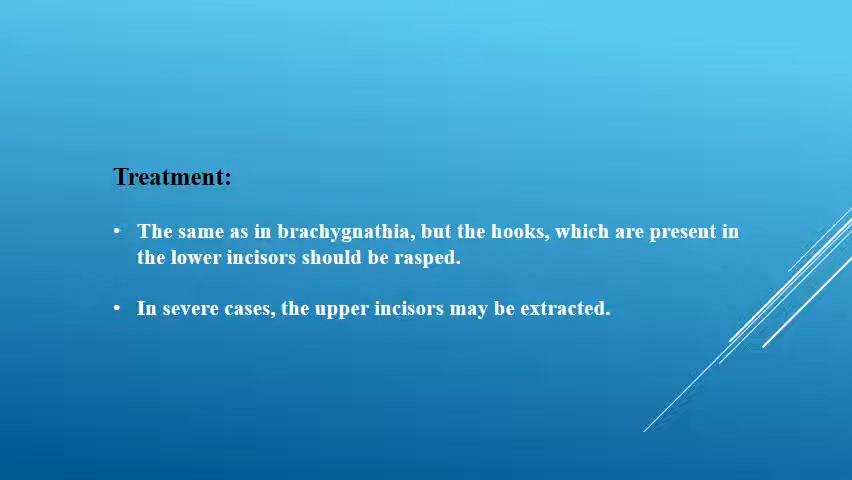 Treatment:
• The same as in brachygnathia, but the hooks, which are present in
the lower incisors should be rasped.
• In severe cases, the upper incisors may be extracted.